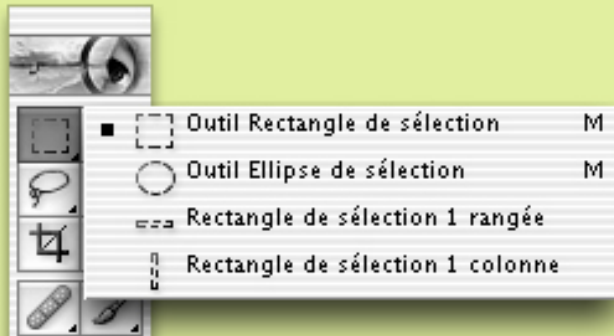 Outil Rectangle de sélection M
Outil Ellipse de sélection M
Rectangle de sélection 1 rangée
Rectangle de sélection 1 colonne